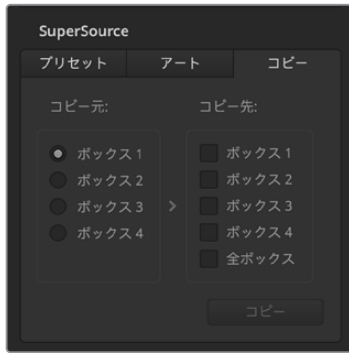 SuperSource
プリセット アート コピー
コピー元: コピー先:
ボックス 1 ボックス 1
ボックス 2 ボックス 2
ボックス 3 ボックス 3
ボックス 4 ボックス 4
全ボックス
コピー